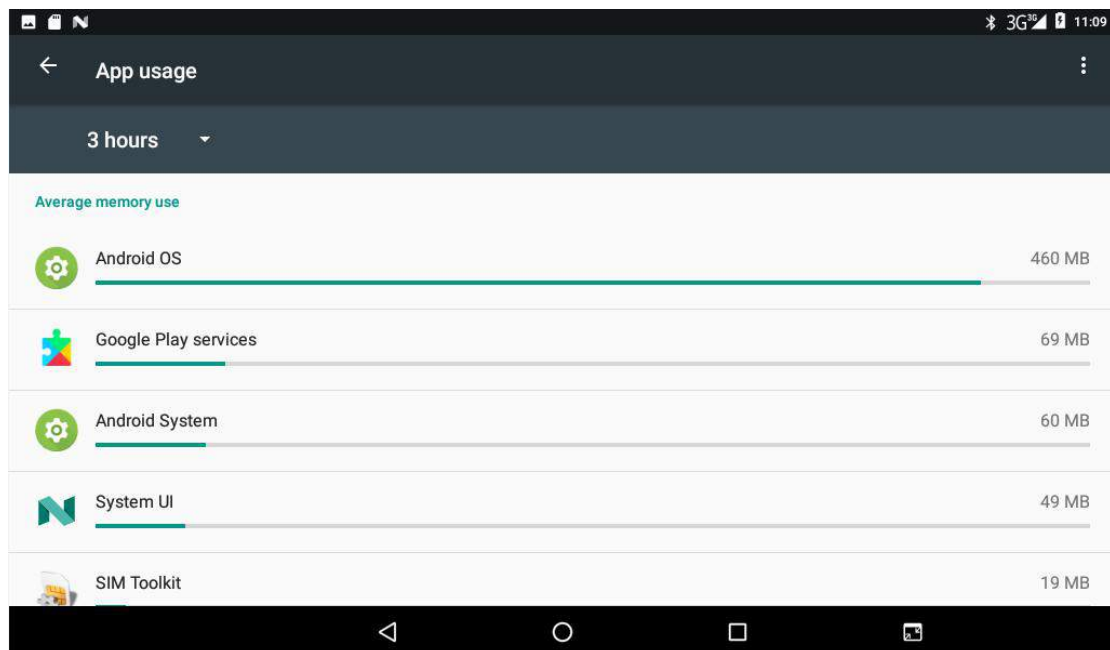 3G 3G 11:09
App usage
3 hours
Average memory use
Android OS 460 MB
Google Play services 69 MB
Android System 60 MB
System UI 49 MB
SIM Toolkit 19 MB